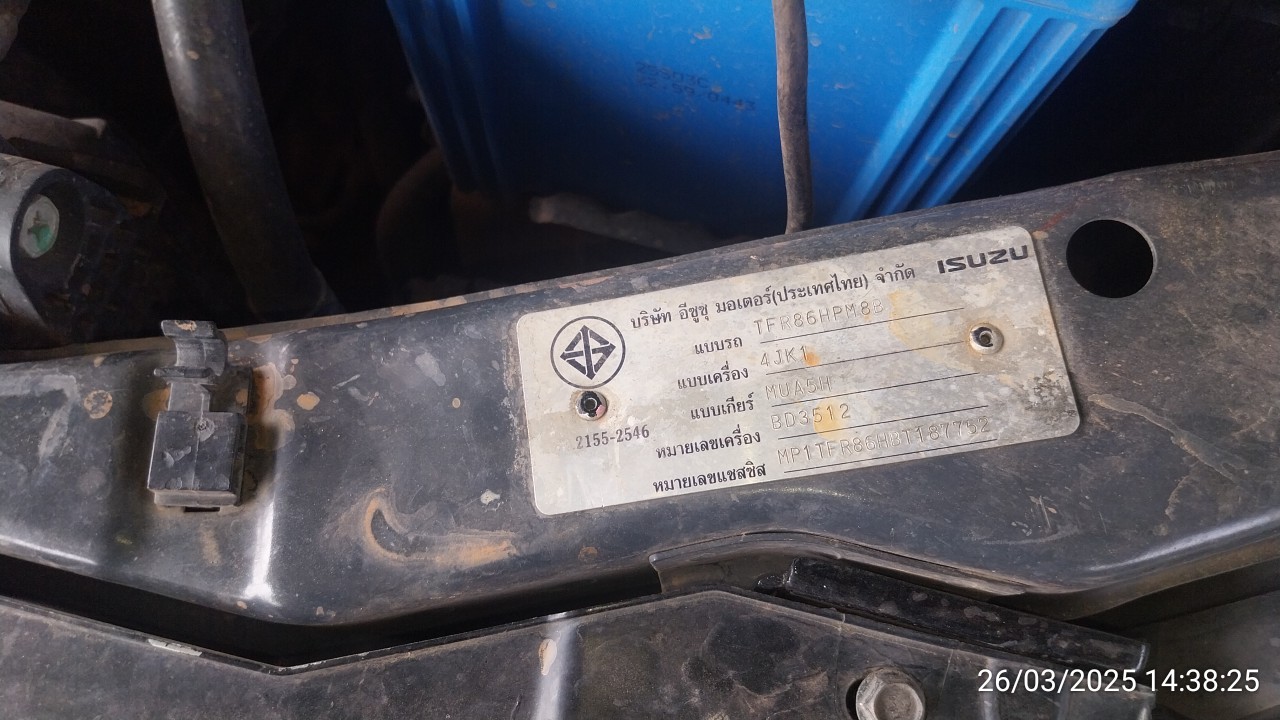 ISUZU
บริษัท อีซูซุ มอเตอร์(ประเทศไทย) จำกัด
แบบรถ TFR86HPM8B
แบบเครื่อง 4JK1
แบบเกียร์ MUA5H
หมายเลขเครื่อง BD3512
หมายเลขแชสซิส MP1TFR86HBT187752
2155-2546
26/03/2025 14:38:25